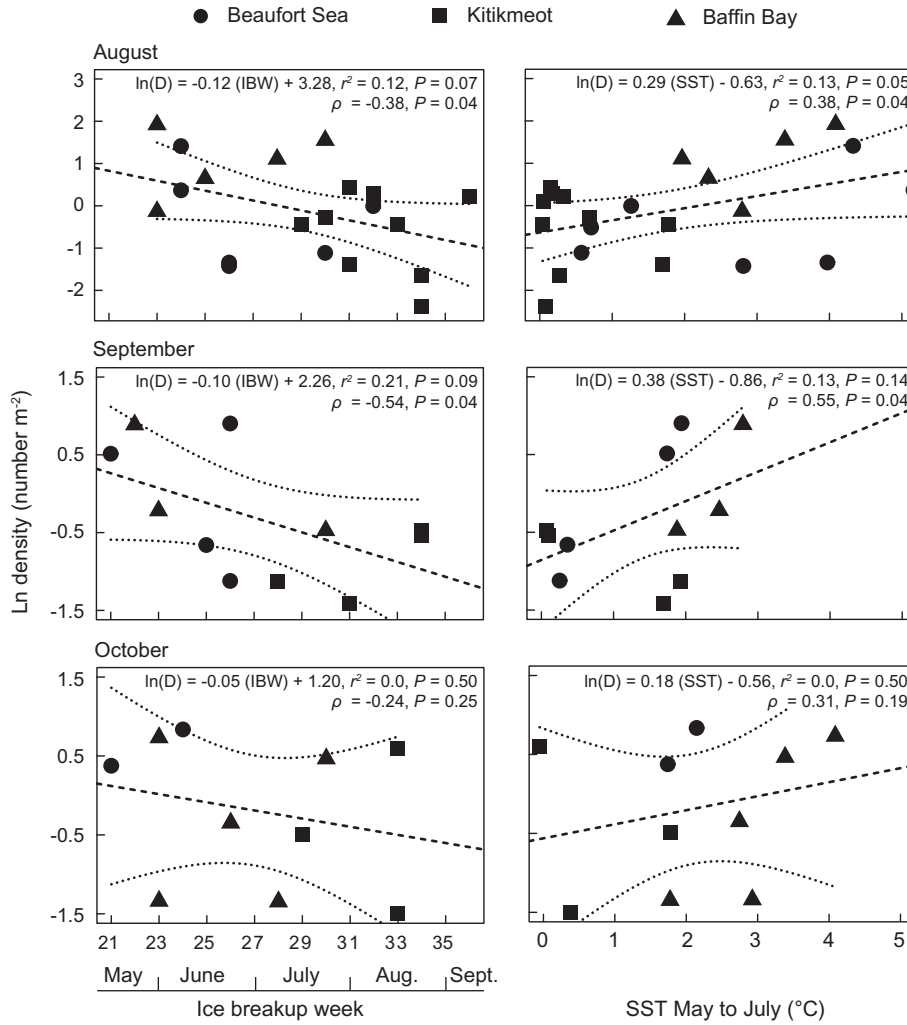 Beaufort Sea Kitikmeot Baffin Bay
August
ln(D) = -0.12 (IBW) + 3.28, r² = 0.12, P = 0.07
ρ = -0.38, P = 0.04
ln(D) = 0.29 (SST) - 0.63, r² = 0.13, P = 0.05
ρ = 0.38, P = 0.04
3
2
1
0
-1
-2
September
ln(D) = -0.10 (IBW) + 2.26, r² = 0.21, P = 0.09
ρ = -0.54, P = 0.04
ln(D) = 0.38 (SST) - 0.86, r² = 0.13, P = 0.14
ρ = 0.55, P = 0.04
1.5
0.5
-0.5
-1.5
Ln density (number m⁻²)
October
ln(D) = -0.05 (IBW) + 1.20, r² = 0.0, P = 0.50
ρ = -0.24, P = 0.25
ln(D) = 0.18 (SST) - 0.56, r² = 0.0, P = 0.50
ρ = 0.31, P = 0.19
1.5
0.5
-0.5
-1.5
21 23 25 27 29 31 33 35
0 1 2 3 4 5
May June July Aug. Sept.
Ice breakup week
SST May to July (°C)